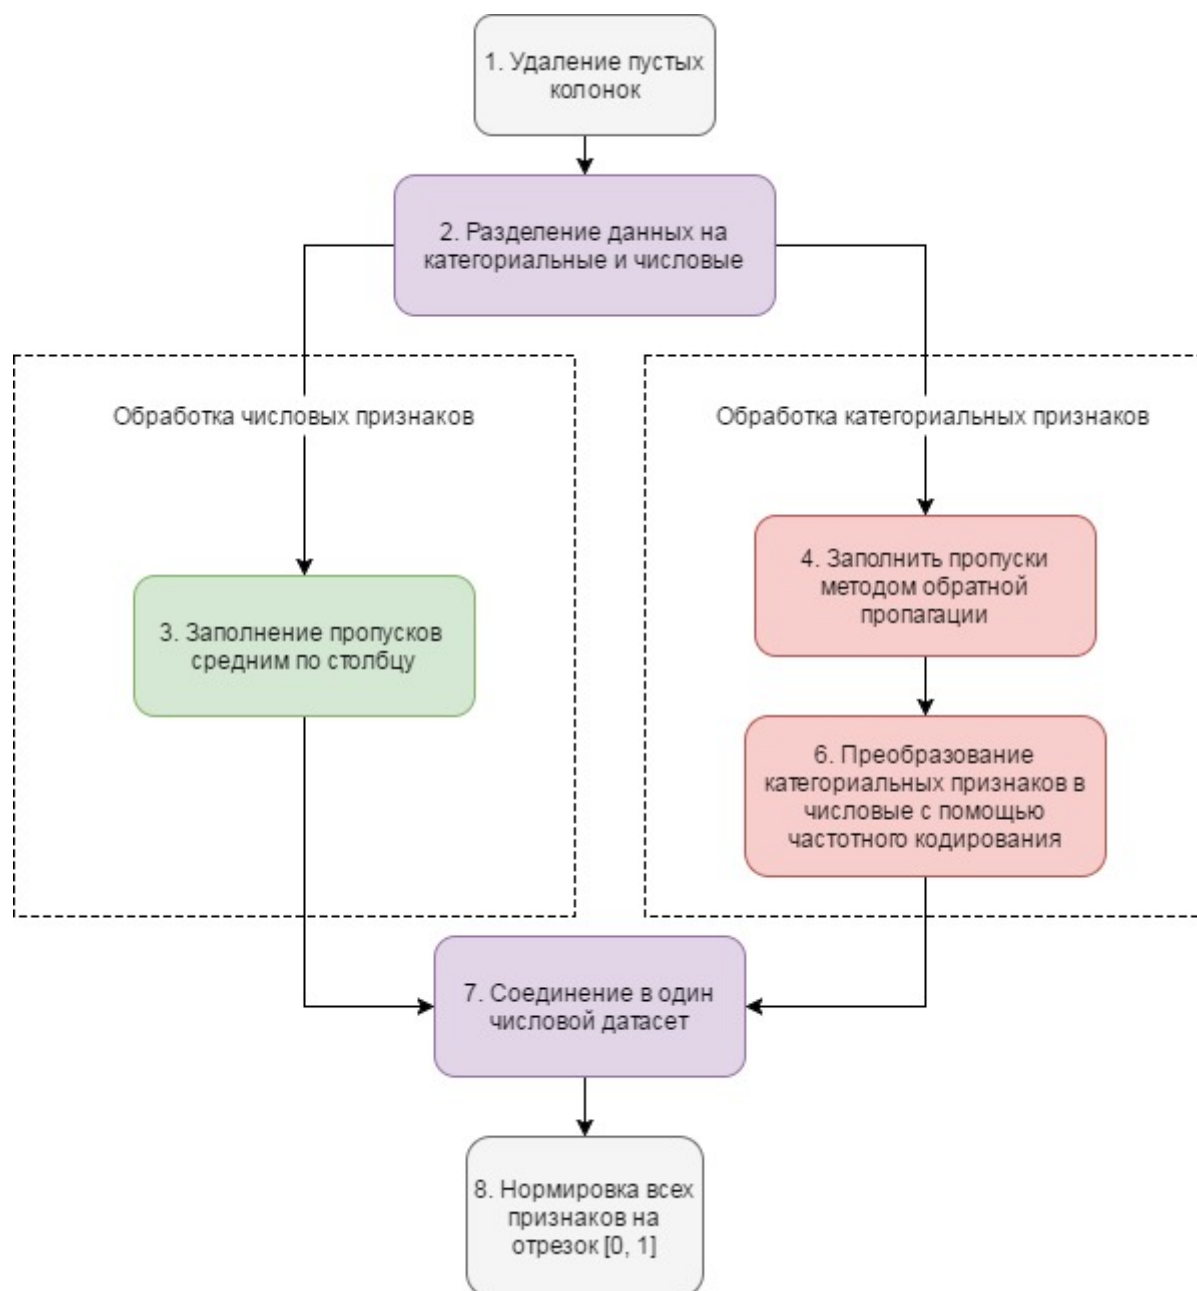 1. Удаление пустых
колонок
2. Разделение данных на
категориальные и числовые
Обработка числовых признаков
Обработка категориальных признаков
3. Заполнение пропусков
средним по столбцу
4. Заполнить пропуски
методом обратной
пропагации
6. Преобразование
категориальных признаков в
числовые с помощью
частотного кодирования
7. Соединение в один
числовой датасет
8. Нормировка всех
признаков на
отрезок [0, 1]